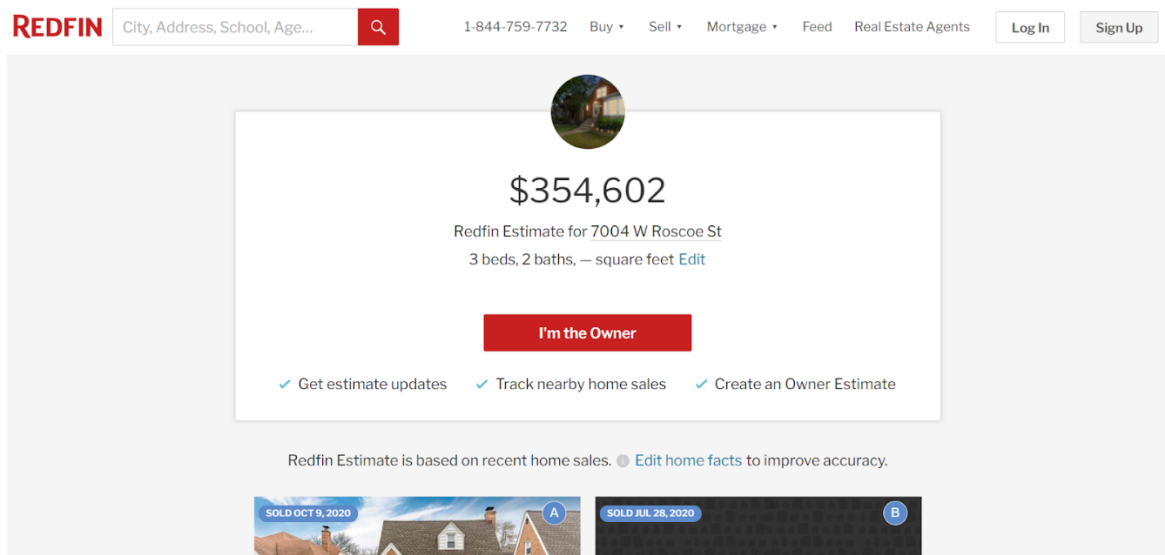 REDFIN City, Address, School, Age... 1-844-759-7732 Buy Sell Mortgage Feed Real Estate Agents Log In Sign Up
$354,602
Redfin Estimate for 7004 W Roscoe St
3 beds, 2 baths, — square feet Edit
I'm the Owner
Get estimate updates Track nearby home sales Create an Owner Estimate
Redfin Estimate is based on recent home sales. i Edit home facts to improve accuracy.
SOLD OCT 9, 2020 A SOLD JUL 28, 2020 B